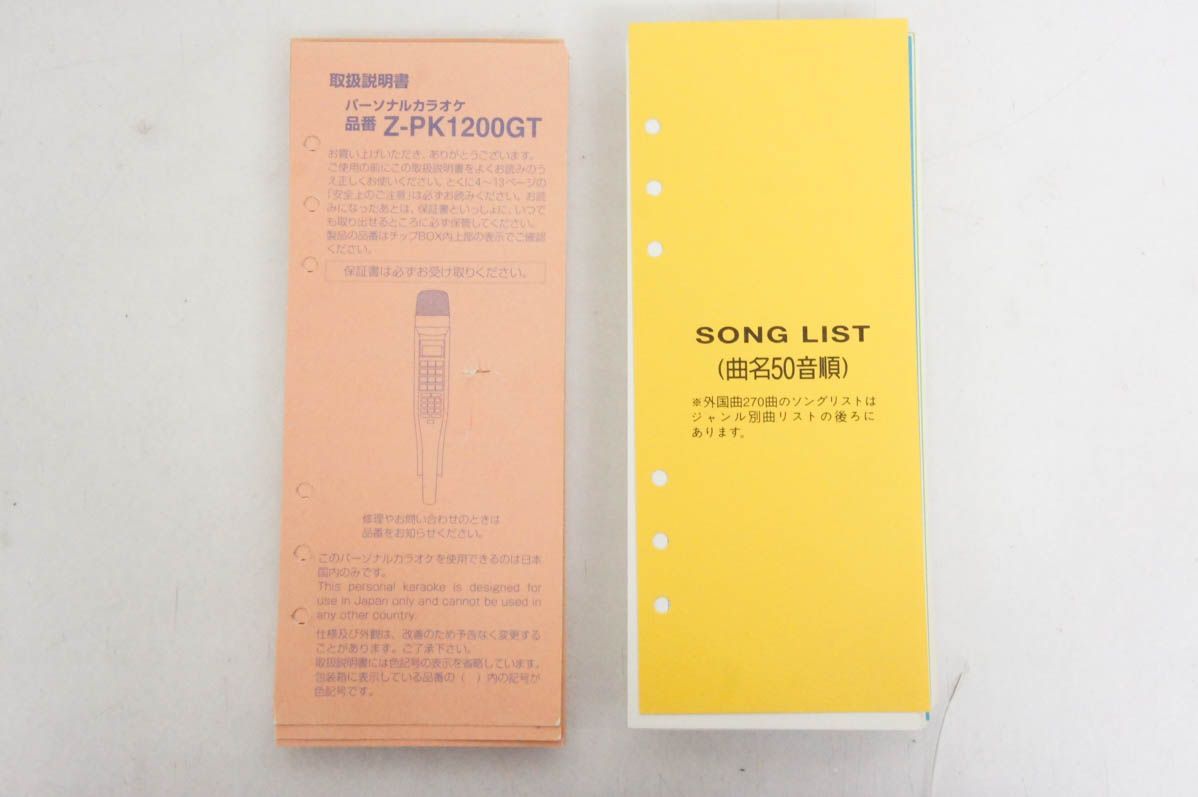 取扱説明書
パーソナルカラオケ
品番 Z-PK1200GT
お買い上げいただき、ありがとうございます。
ご使用の前にこの取扱説明書をよくお読みのう
え正しくお使いください。とくに4〜13ページの
「安全上のご注意」は必ずお読みください。お読
みになったあとは、保証書といっしょに、いつで
も取り出せるところに必ず保管してください。
製品の品番はチップBOX内上部の表示でご確認
ください。
保証書は必ずお受け取りください。
修理やお問い合わせのときは
品番をお知らせください。
このパーソナルカラオケを使用できるのは日本
国内のみです。
This personal karaoke is designed for
use in Japan only and cannot be used in
any other country.
仕様及び外観は、改善のため予告なく変更する
ことがあります。ご了承下さい。
取扱説明書には色記号の表示を省略しています。
包装箱に表示している品番の（　）内の記号が
色記号です。
SONG LIST
(曲名50音順)
※外国曲270曲のソングリストは
ジャンル別曲リストの後ろに
あります。